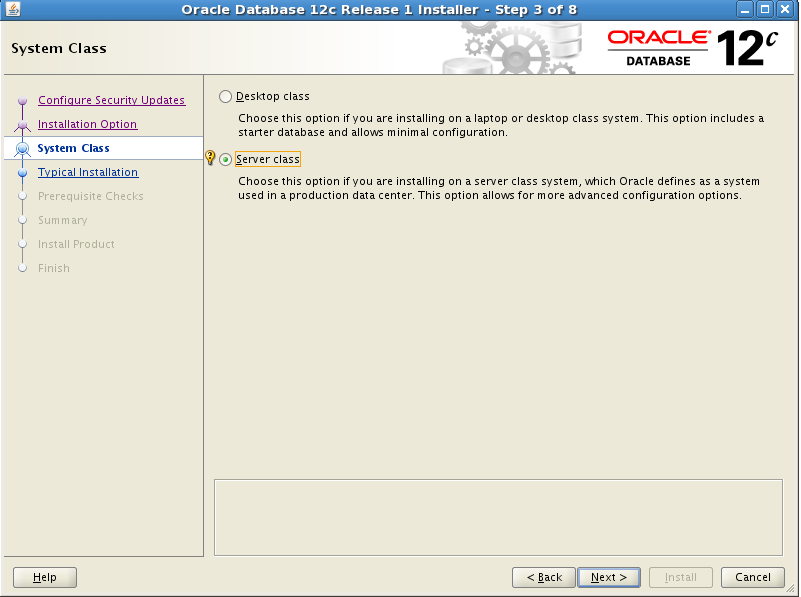 Oracle Database 12c Release 1 Installer - Step 3 of 8
System Class
ORACLE®
DATABASE
12c
Configure Security Updates
Installation Option
System Class
Typical Installation
Prerequisite Checks
Summary
Install Product
Finish
Desktop class
Choose this option if you are installing on a laptop or desktop class system. This option includes a
starter database and allows minimal configuration.
Server class
Choose this option if you are installing on a server class system, which Oracle defines as a system
used in a production data center. This option allows for more advanced configuration options.
Help
< Back
Next >
Install
Cancel